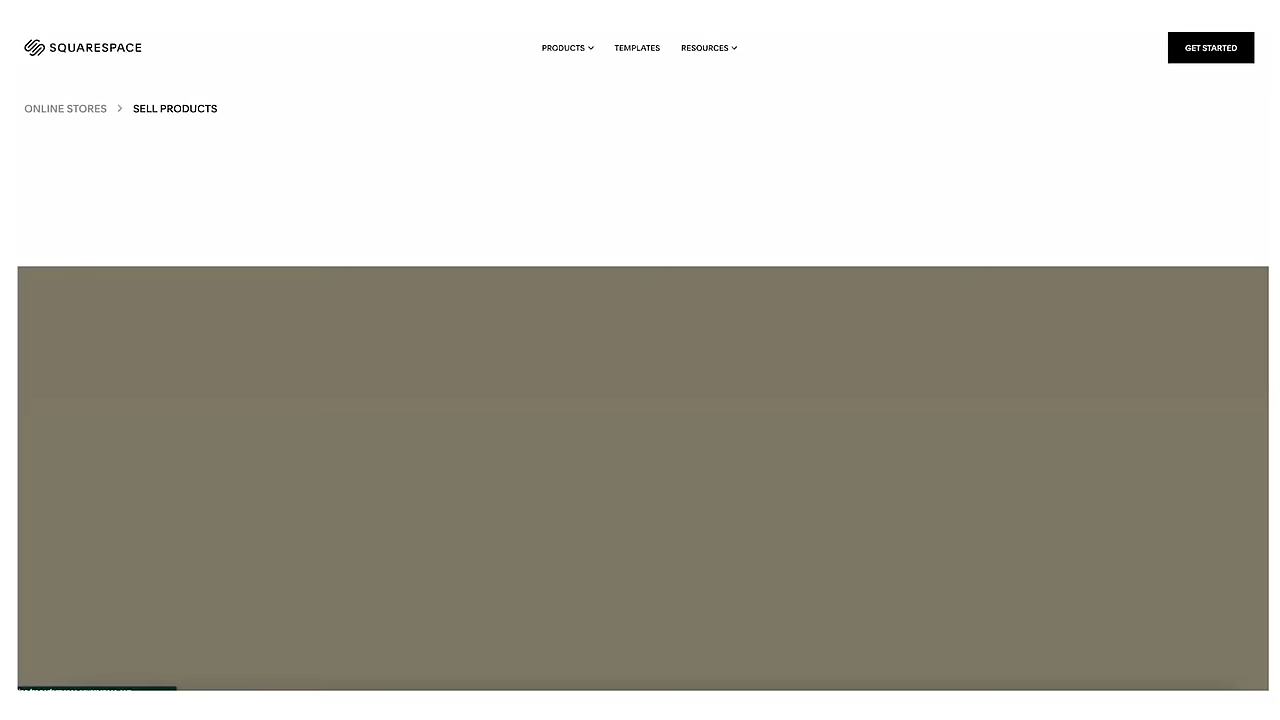 SQUARESPACE
PRODUCTS TEMPLATES RESOURCES
GET STARTED
ONLINE STORES > SELL PRODUCTS